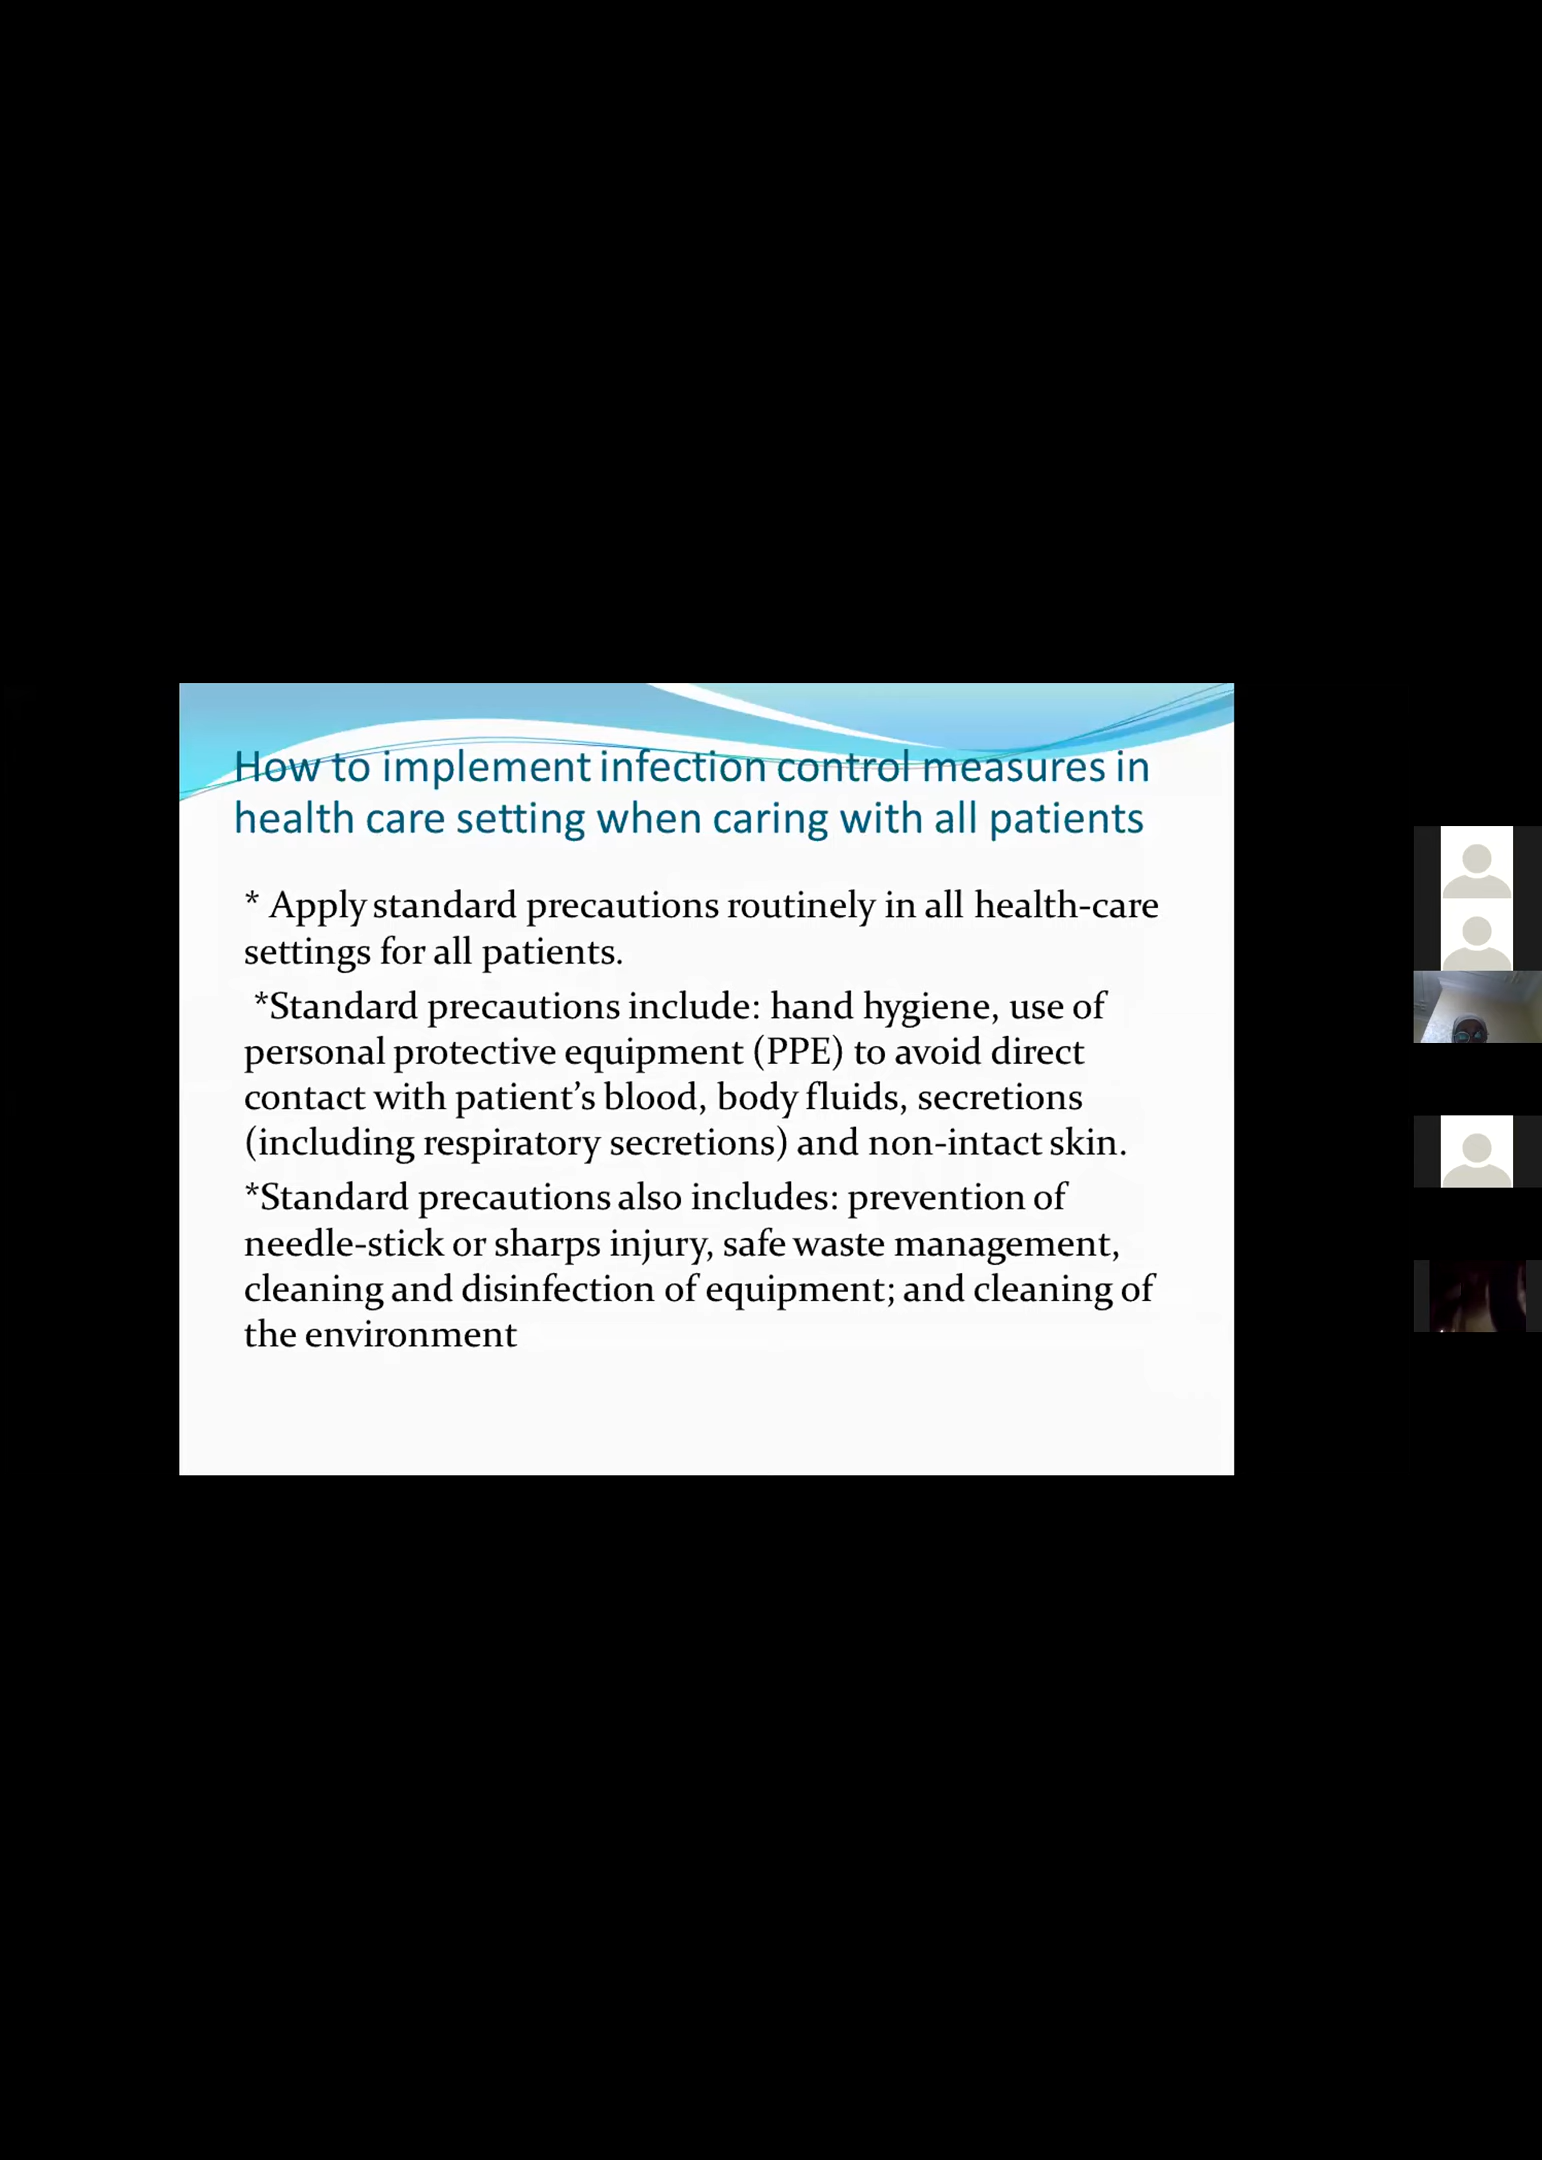 How to implement infection control measures in
health care setting when caring with all patients
* Apply standard precautions routinely in all health-care
settings for all patients.
*Standard precautions include: hand hygiene, use of
personal protective equipment (PPE) to avoid direct
contact with patient’s blood, body fluids, secretions
(including respiratory secretions) and non-intact skin.
*Standard precautions also includes: prevention of
needle-stick or sharps injury, safe waste management,
cleaning and disinfection of equipment; and cleaning of
the environment